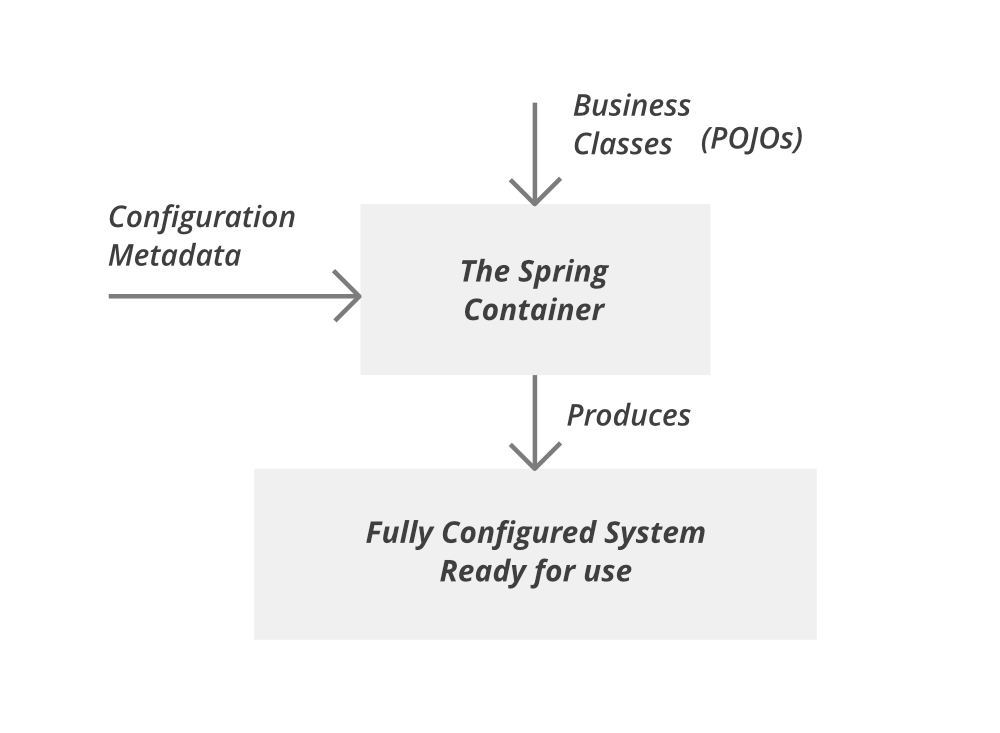 Business
Classes (POJOs)
Configuration
Metadata
The Spring
Container
Produces
Fully Configured System
Ready for use